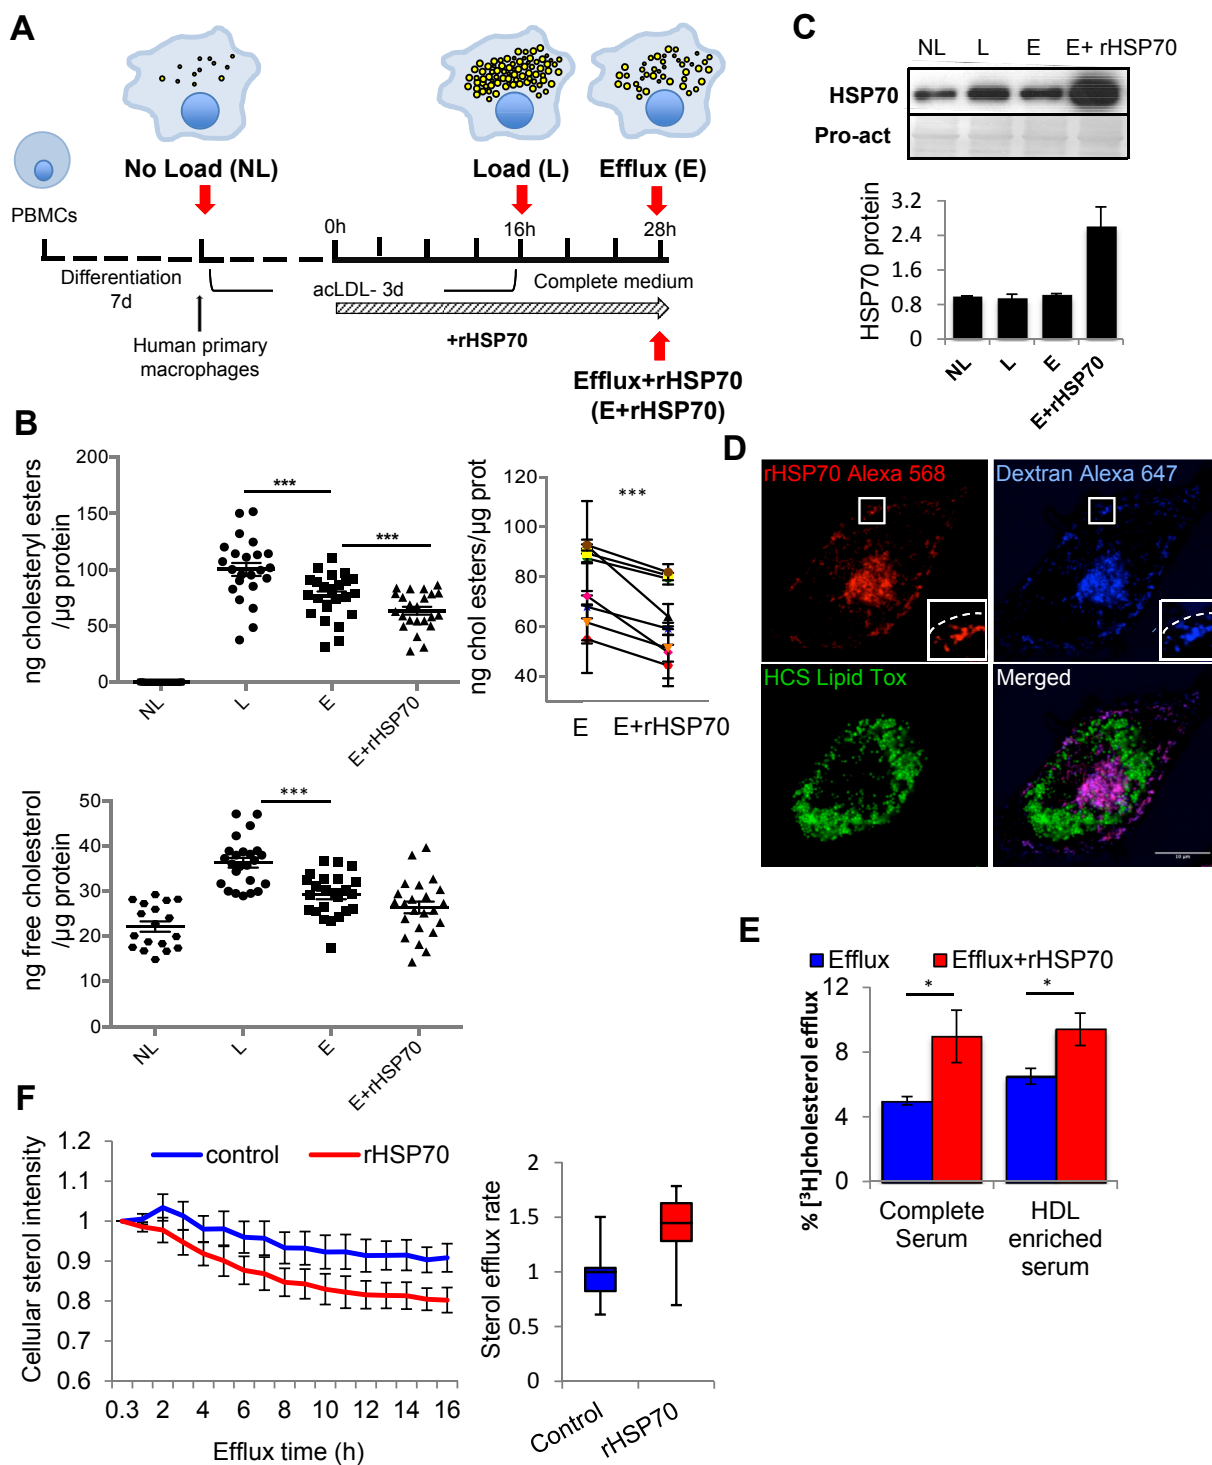 A
No Load (NL)
Load (L)
Efflux (E)
PBMCs
0h
16h
28h
Differentiation
7d
acLDL- 3d
Complete medium
+rHSP70
Human primary
macrophages
Efflux+rHSP70
(E+rHSP70)
C
NL L E E+ rHSP70
HSP70
Pro-act
HSP70 protein
3.2
2.4
1.6
0.8
0
NL
L
E
E+rHSP70
B
ng cholesteryl esters
/µg protein
200
150
100
50
0
***
***
NL
L
E
E+rHSP70
ng chol esters/µg prot
120
100
80
60
40
***
E E+rHSP70
ng free cholesterol
/µg protein
50
40
30
20
10
0
***
NL
L
E
E+rHSP70
D
rHSP70 Alexa 568
Dextran Alexa 647
HCS Lipid Tox
Merged
10 µm
E
Efflux
Efflux+rHSP70
% [³H]cholesterol efflux
12
8
4
0
*
*
Complete
Serum
HDL
enriched
serum
F
Cellular sterol intensity
1.2
1.1
1
0.9
0.8
0.7
0.6
control
rHSP70
0.3 2 4 6 8 10 12 14 16
Efflux time (h)
Sterol efflux rate
2
1.5
1
0.5
0
Control
rHSP70